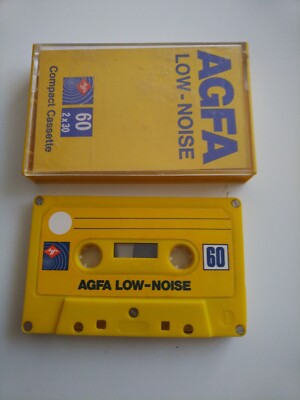 AGFA
LOW-NOISE
60
2x30
Compact Cassette
60
AGFA LOW-NOISE